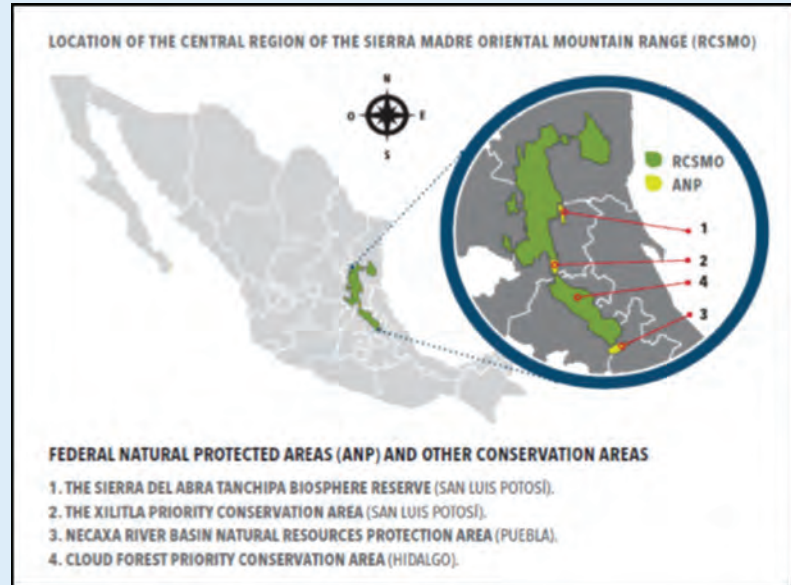 LOCATION OF THE CENTRAL REGION OF THE SIERRA MADRE ORIENTAL MOUNTAIN RANGE (RCSMO)
N
O
E
S
RCSMO
ANP
1
2
4
3
FEDERAL NATURAL PROTECTED AREAS (ANP) AND OTHER CONSERVATION AREAS
1. THE SIERRA DEL ABRA TANCHIPA BIOSPHERE RESERVE (SAN LUIS POTOSÍ).
2. THE XILITLA PRIORITY CONSERVATION AREA (SAN LUIS POTOSÍ).
3. NECAXA RIVER BASIN NATURAL RESOURCES PROTECTION AREA (PUEBLA).
4. CLOUD FOREST PRIORITY CONSERVATION AREA (HIDALGO).